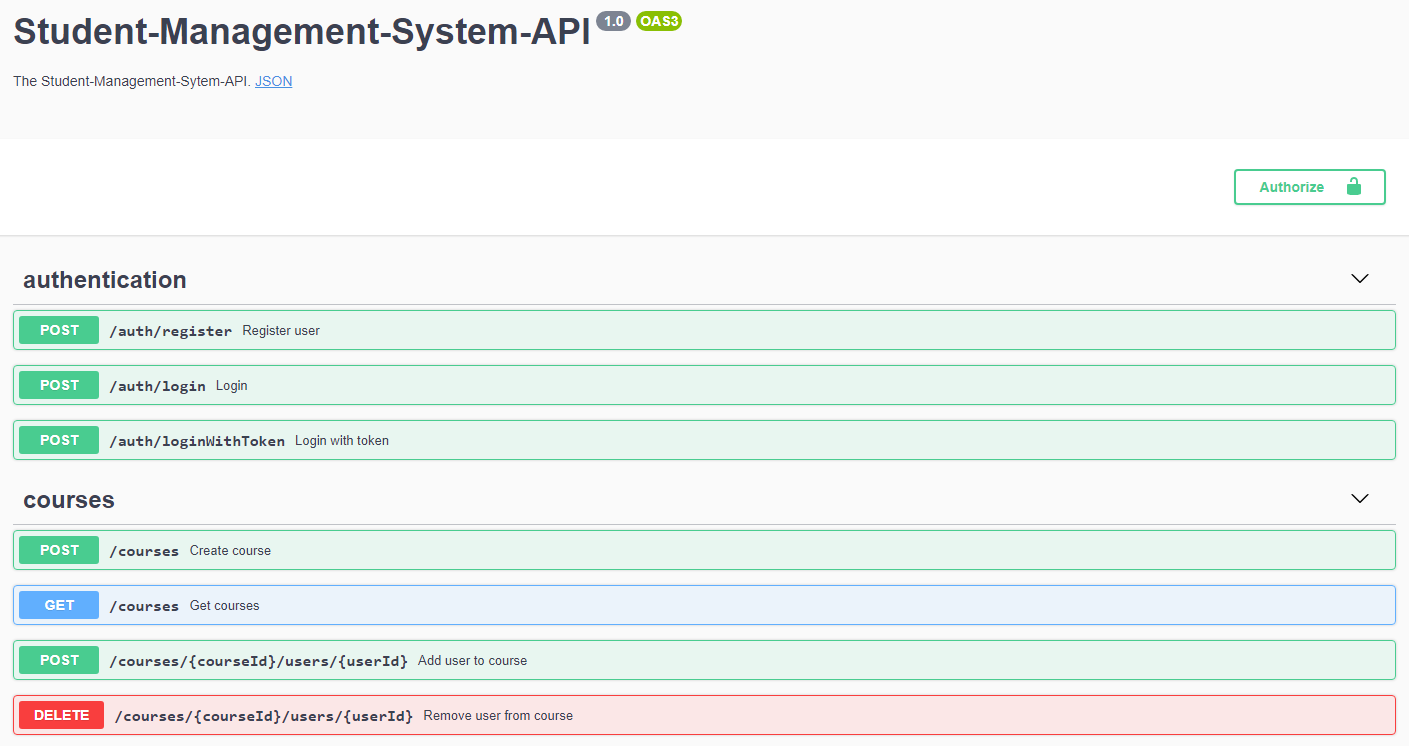 Student-Management-System-API 1.0 OAS3
The Student-Management-Sytem-API. JSON
Authorize
authentication
POST /auth/register Register user
POST /auth/login Login
POST /auth/loginWithToken Login with token
courses
POST /courses Create course
GET /courses Get courses
POST /courses/{courseId}/users/{userId} Add user to course
DELETE /courses/{courseId}/users/{userId} Remove user from course